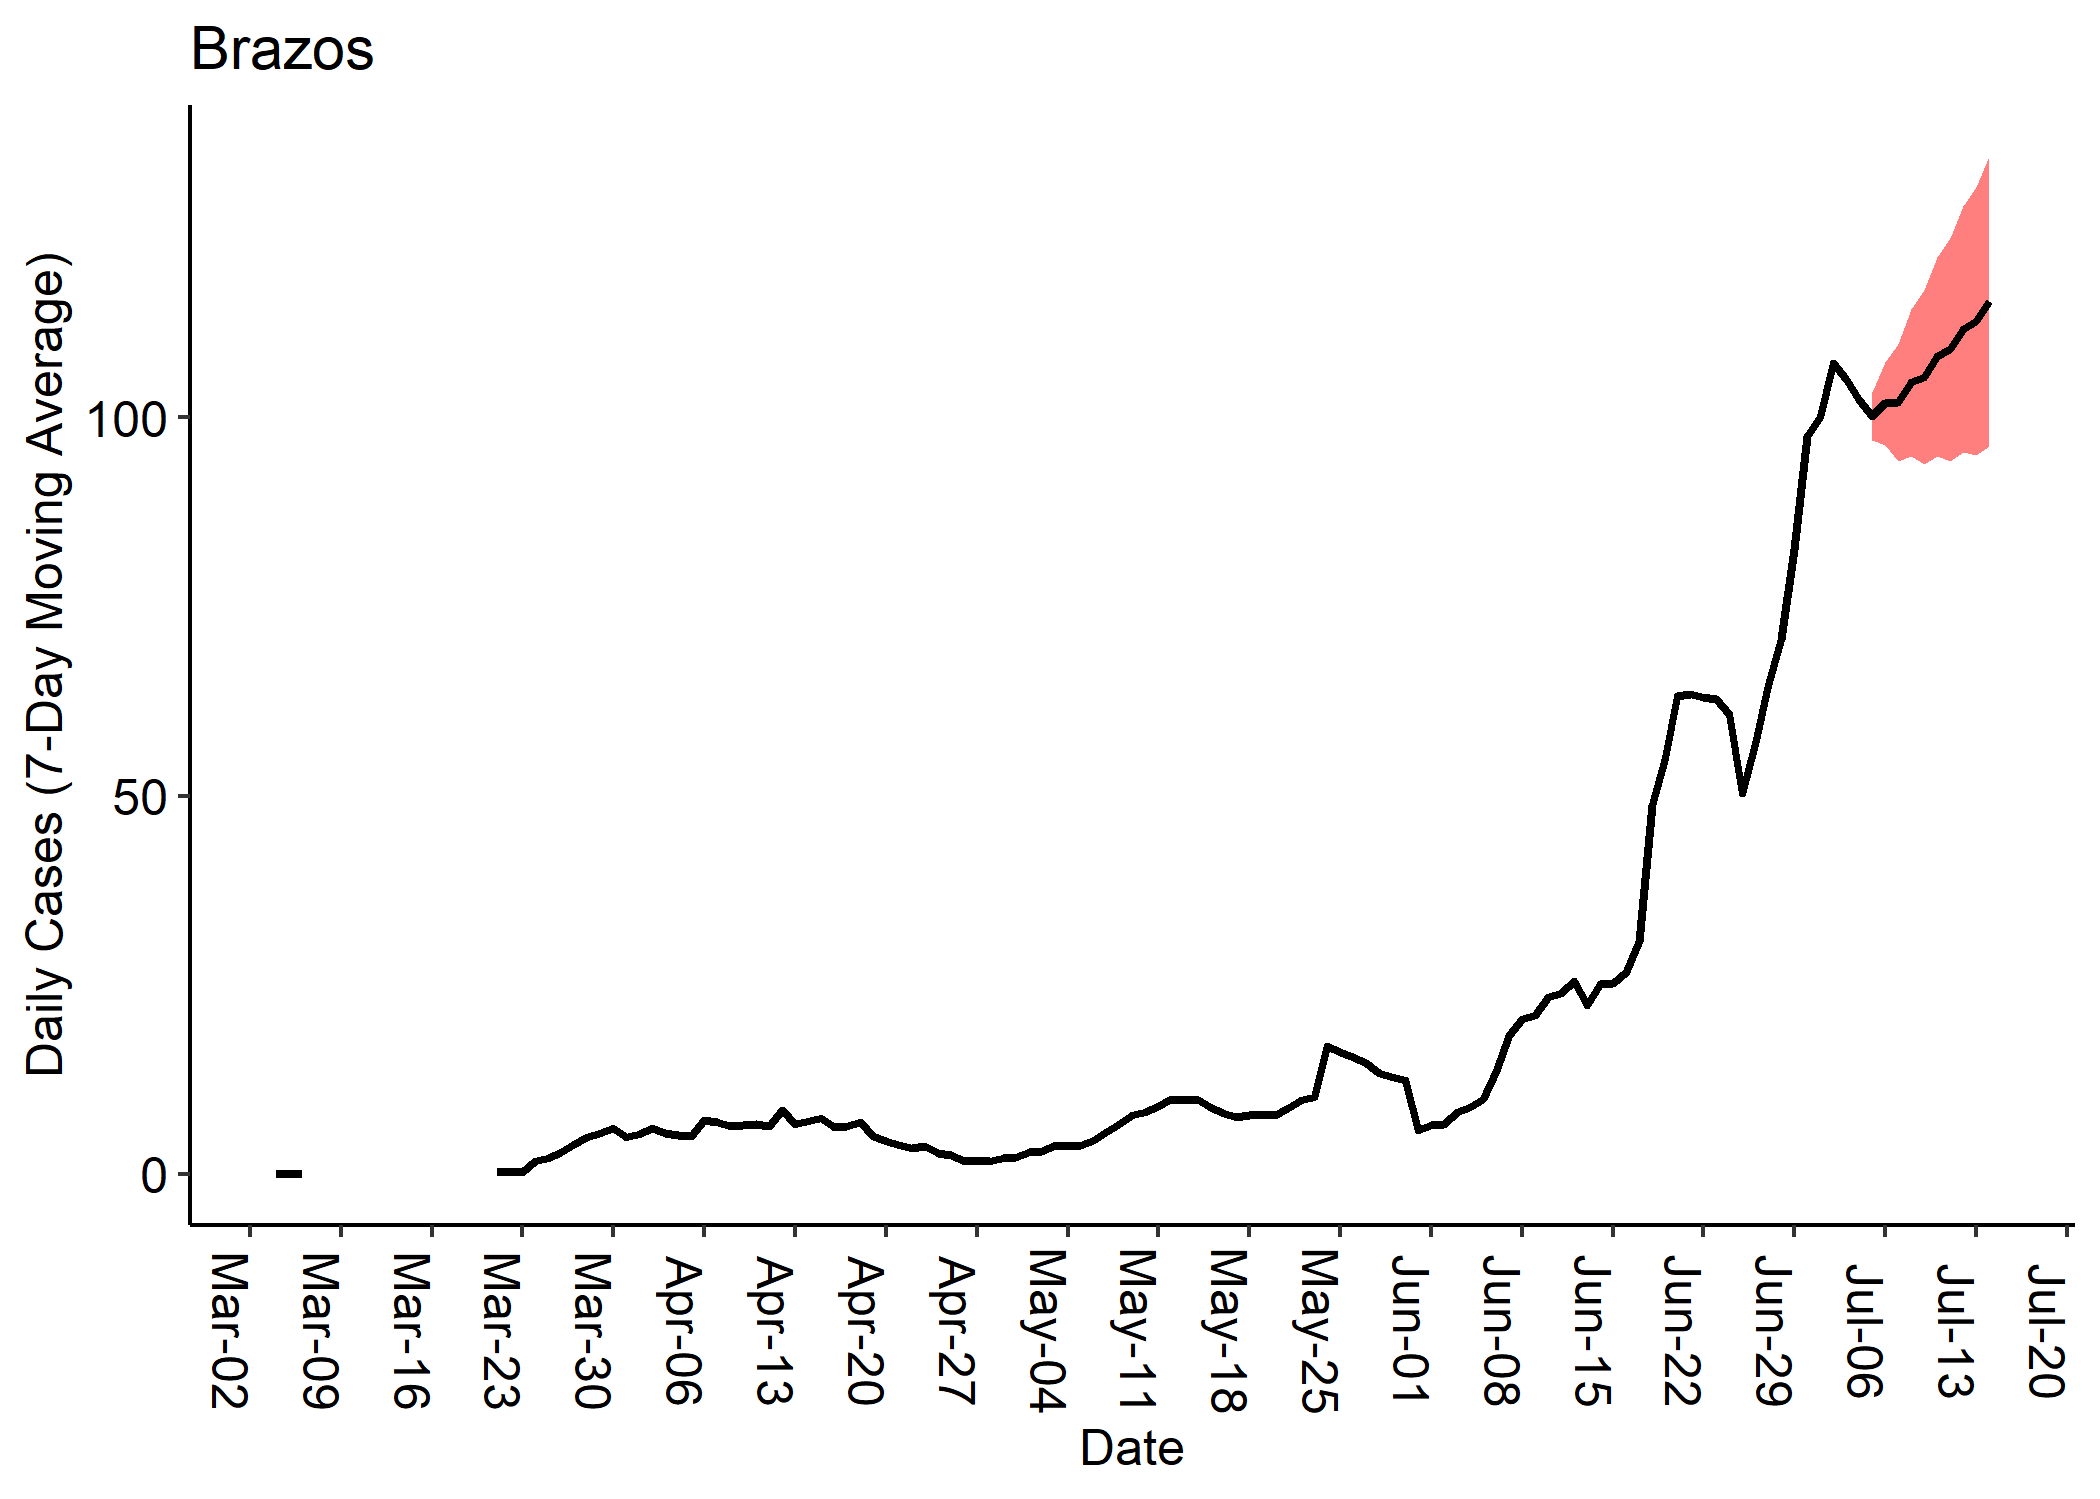 Brazos
Daily Cases (7-Day Moving Average)
100
50
0
Mar-02
Mar-09
Mar-16
Mar-23
Mar-30
Apr-06
Apr-13
Apr-20
Apr-27
May-04
May-11
May-18
May-25
Jun-01
Jun-08
Jun-15
Jun-22
Jun-29
Jul-06
Jul-13
Jul-20
Date